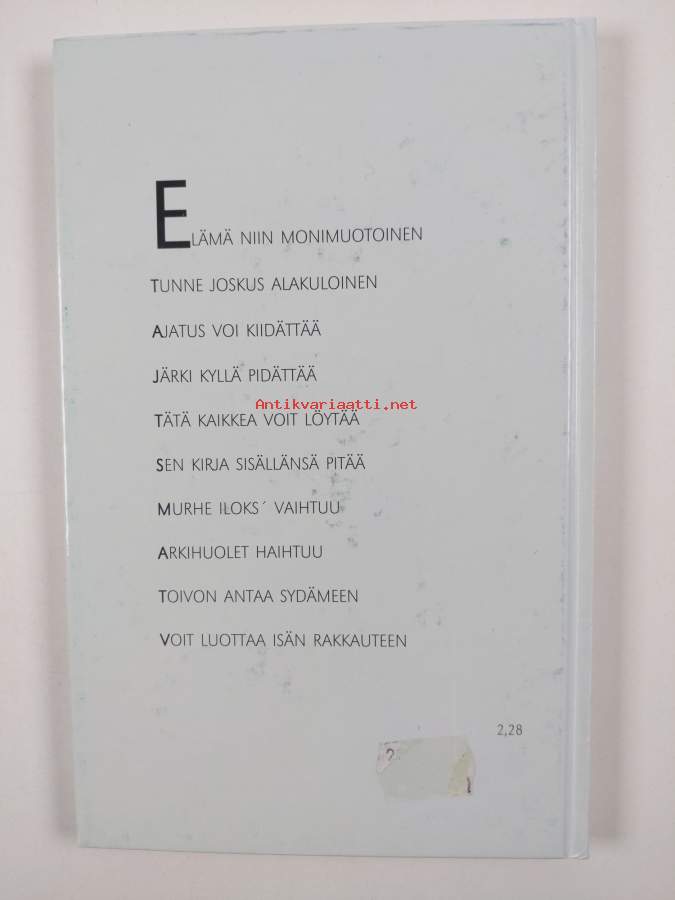 ELÄMÄ NIIN MONIMUOTOINEN
TUNNE JOSKUS ALAKULOINEN
AJATUS VOI KIIDÄTTÄÄ
JÄRKI KYLLÄ PIDÄTTÄÄ
Antikvariaatti.net
TÄTÄ KAIKKEA VOIT LÖYTÄÄ
SEN KIRJA SISÄLLÄNSÄ PITÄÄ
MURHE ILOKS´ VAIHTUU
ARKIHUOLET HAIHTUU
TOIVON ANTAA SYDÄMEEN
VOIT LUOTTAA ISÄN RAKKAUTEEN
2,28